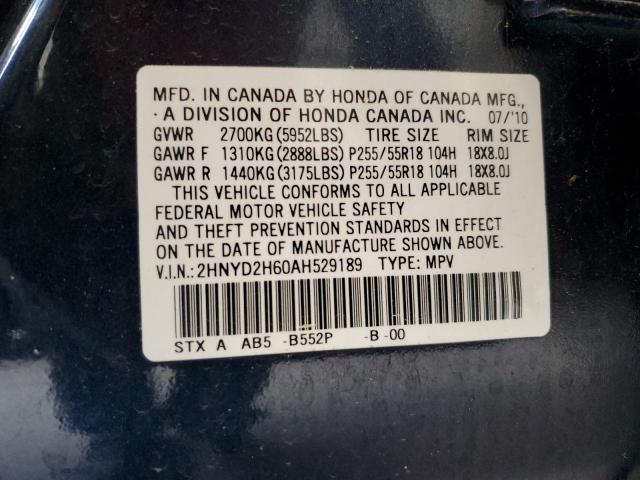 MFD. IN CANADA BY HONDA OF CANADA MFG.,
· A DIVISION OF HONDA CANADA INC. 07/'10
GVWR 2700KG(5952LBS) TIRE SIZE RIM SIZE
GAWR F 1310KG(2888LBS) P255/55R18 104H 18X8.0J
GAWR R 1440KG(3175LBS) P255/55R18 104H 18X8.0J
THIS VEHICLE CONFORMS TO ALL APPLICABLE
FEDERAL MOTOR VEHICLE SAFETY
AND THEFT PREVENTION STANDARDS IN EFFECT
ON THE DATE OF MANUFACTURE SHOWN ABOVE.
V.I.N.: 2HNYD2H60AH529189 TYPE: MPV
STX A AB5 -B552P -B -00